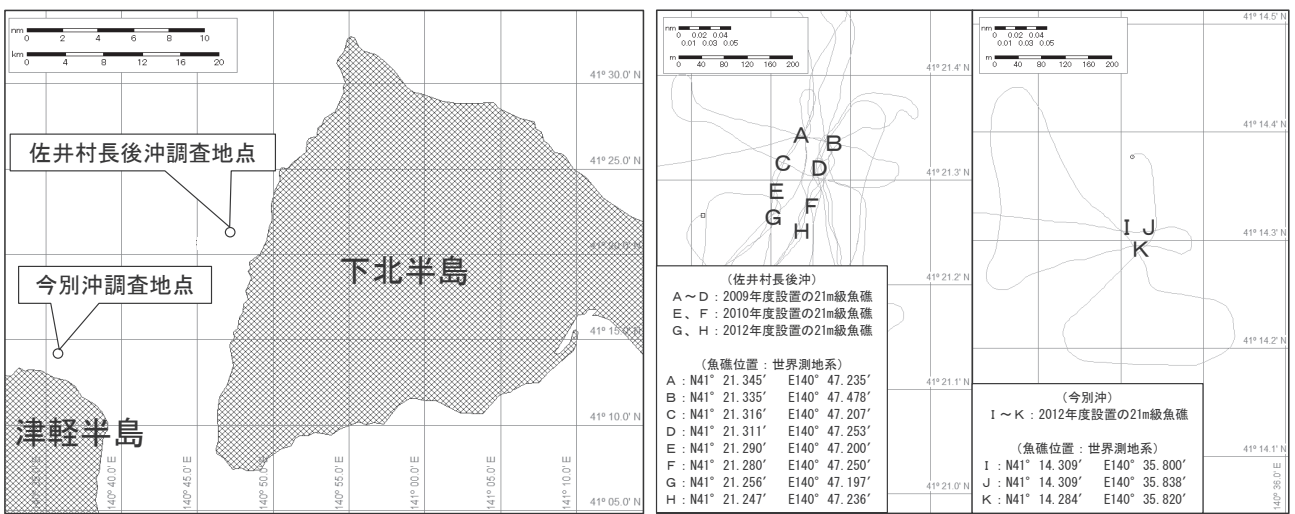 nm
0 2 4 6 8 10
km
0 4 8 12 16 20
佐井村長後沖調査地点
今別沖調査地点
下北半島
津軽半島
41° 30.0' N
41° 25.0' N
41° 20.0' N
41° 15.0' N
41° 10.0' N
41° 05.0' N
140° 35.0' E
140° 40.0' E
140° 45.0' E
140° 50.0' E
140° 55.0' E
141° 00.0' E
141° 05.0' E
141° 10.0' E
nm
0 0.02 0.04
0.01 0.03 0.05
m
0 40 80 120 160 200
41° 21.4' N
41° 21.3' N
41° 21.2' N
41° 21.1' N
41° 21.0' N
A
B
C
D
E
F
G
H
(佐井村長後沖)
A~D:2009年度設置の21m級魚礁
E、F:2010年度設置の21m級魚礁
G、H:2012年度設置の21m級魚礁
(魚礁位置:世界測地系)
A:N41° 21.345′ E140° 47.235′
B:N41° 21.335′ E140° 47.478′
C:N41° 21.316′ E140° 47.207′
D:N41° 21.311′ E140° 47.253′
E:N41° 21.290′ E140° 47.200′
F:N41° 21.280′ E140° 47.250′
G:N41° 21.256′ E140° 47.197′
H:N41° 21.247′ E140° 47.236′
nm
0 0.02 0.04
0.01 0.03 0.05
m
0 40 80 120 160 200
41° 14.5' N
41° 14.4' N
41° 14.3' N
41° 14.2' N
41° 14.1' N
140° 36.0' E
I J
K
(今別沖)
I~K:2012年度設置の21m級魚礁
(魚礁位置:世界測地系)
I:N41° 14.309′ E140° 35.800′
J:N41° 14.309′ E140° 35.838′
K:N41° 14.284′ E140° 35.820′